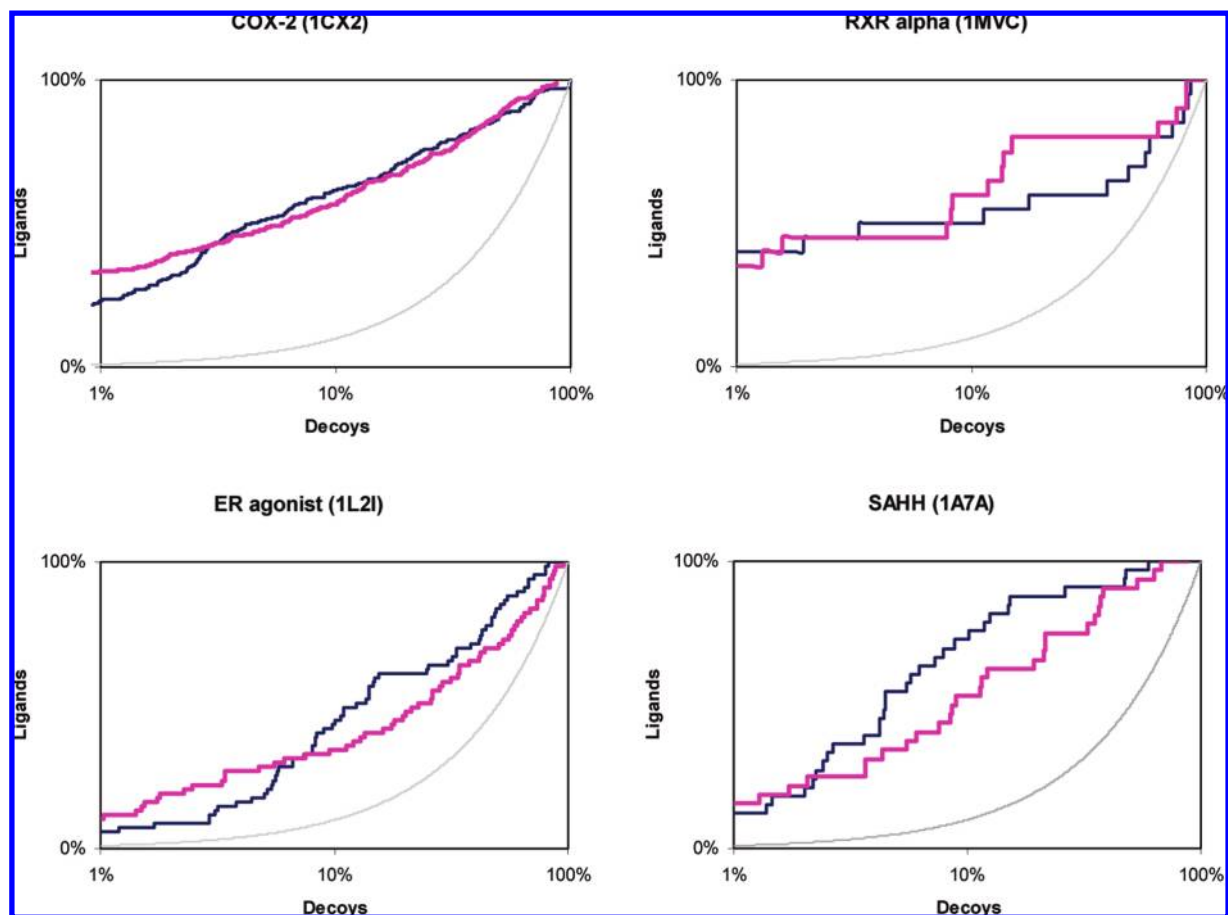 COX-2 (1CX2)
RXR alpha (1MVC)
100%
Ligands
0%
1%
10%
100%
Decoys
100%
Ligands
0%
1%
10%
100%
Decoys
ER agonist (1L2I)
SAHH (1A7A)
100%
Ligands
0%
1%
10%
100%
Decoys
100%
Ligands
0%
1%
10%
100%
Decoys